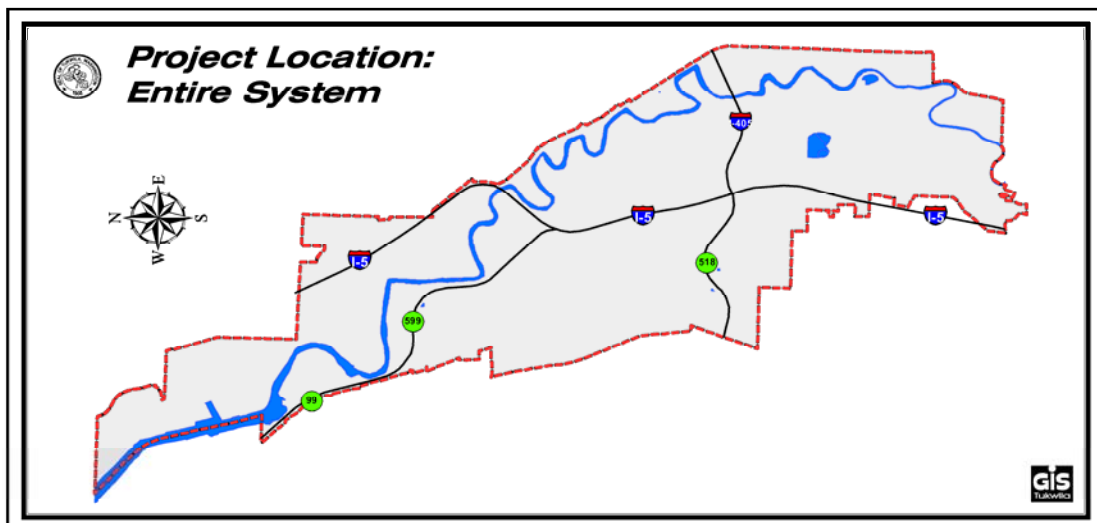 Project Location:
Entire System
I-405
E
N
S
W
I-5
I-5
I-5
518
599
99
GIS
Tukwila